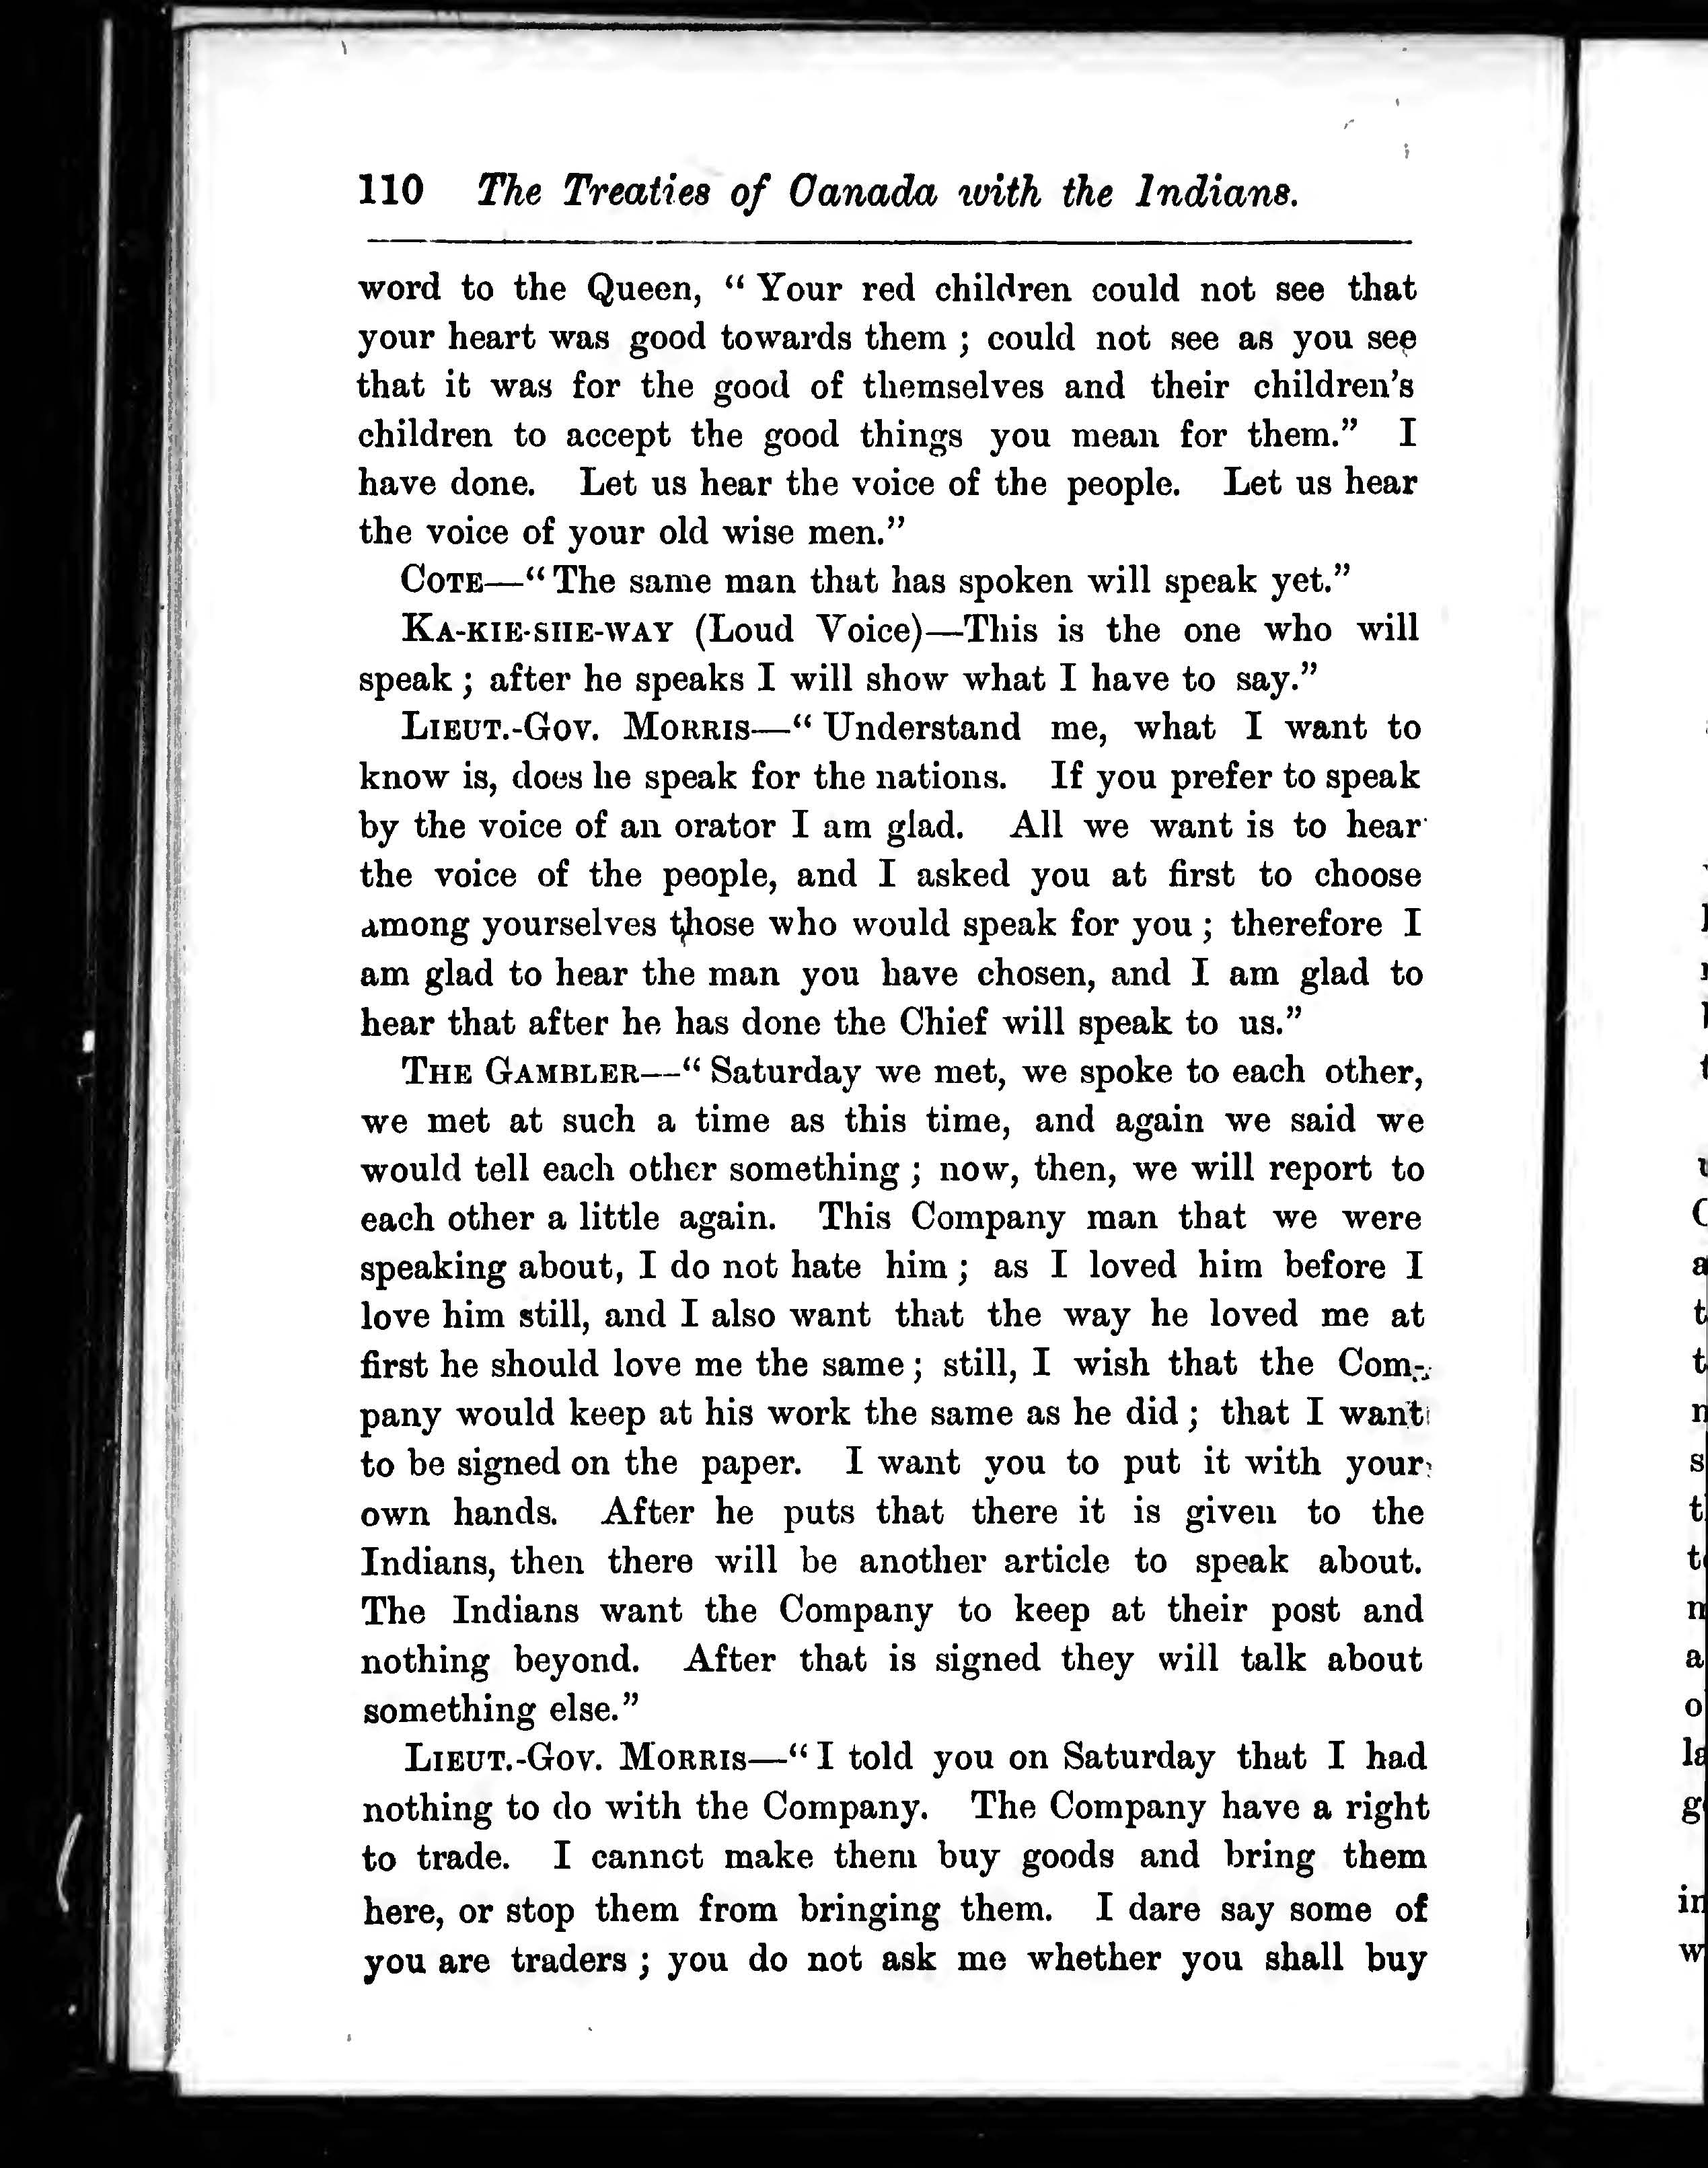 110 The Treaties of Canada with the Indians.
word to the Queen, “ Your red children could not see that
your heart was good towards them ; could not see as you see
that it was for the good of themselves and their children’s
children to accept the good things you mean for them.” I
have done. Let us hear the voice of the people. Let us hear
the voice of your old wise men.”
COTE—“ The same man that has spoken will speak yet.”
KA-KIE-SHE-WAY (Loud Voice)—This is the one who will
speak ; after he speaks I will show what I have to say.”
LIEUT.-GOV. MORRIS—“ Understand me, what I want to
know is, does he speak for the nations. If you prefer to speak
by the voice of an orator I am glad. All we want is to hear
the voice of the people, and I asked you at first to choose
among yourselves those who would speak for you ; therefore I
am glad to hear the man you have chosen, and I am glad to
hear that after he has done the Chief will speak to us.”
THE GAMBLER—“ Saturday we met, we spoke to each other,
we met at such a time as this time, and again we said we
would tell each other something ; now, then, we will report to
each other a little again. This Company man that we were
speaking about, I do not hate him ; as I loved him before I
love him still, and I also want that the way he loved me at
first he should love me the same ; still, I wish that the Com-
pany would keep at his work the same as he did ; that I want
to be signed on the paper. I want you to put it with your
own hands. After he puts that there it is given to the
Indians, then there will be another article to speak about.
The Indians want the Company to keep at their post and
nothing beyond. After that is signed they will talk about
something else.”
LIEUT.-GOV. MORRIS—“ I told you on Saturday that I had
nothing to do with the Company. The Company have a right
to trade. I cannot make them buy goods and bring them
here, or stop them from bringing them. I dare say some of
you are traders ; you do not ask me whether you shall buy